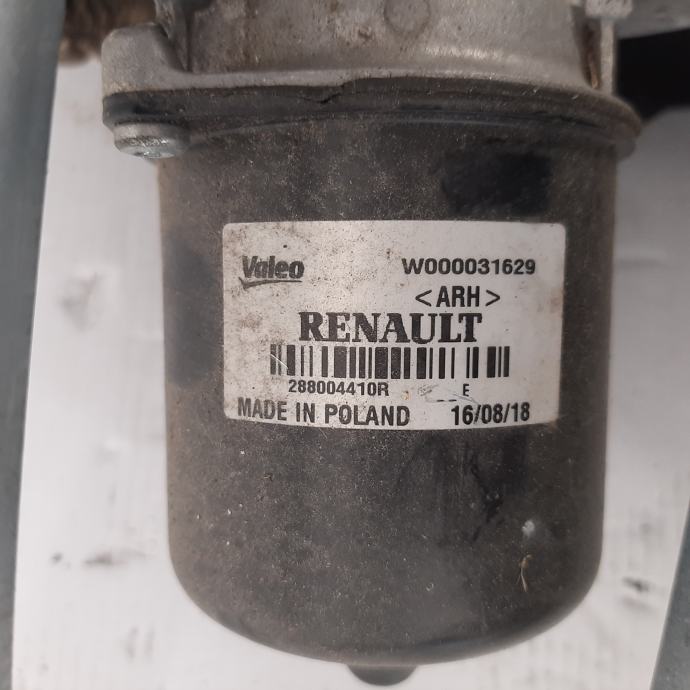 Valeo W000031629
<ARH>
RENAULT
288004410R E
MADE IN POLAND 16/08/18